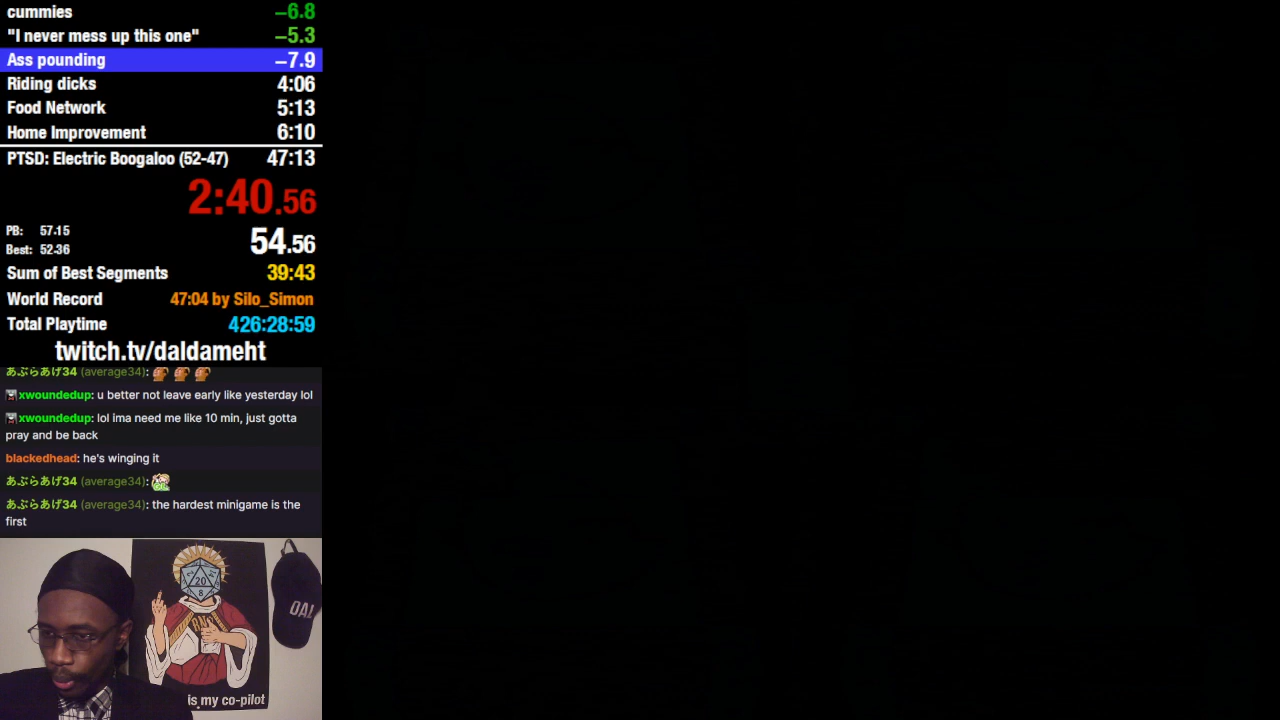 cummies −6.8
"I never mess up this one" −5.3
Ass pounding −7.9
Riding dicks 4:06
Food Network 5:13
Home Improvement 6:10
PTSD: Electric Boogaloo (52-47) 47:13
2:40.56
PB: 57.15
Best: 52.36
54.56
Sum of Best Segments 39:43
World Record 47:04 by Silo_Simon
Total Playtime 426:28:59
twitch.tv/daldameht
あぶらあげ34 (average34):
xwoundedup: u better not leave early like yesterday lol
xwoundedup: lol ima need me like 10 min, just gotta
pray and be back
blackedhead: he's winging it
あぶらあげ34 (average34):
あぶらあげ34 (average34): the hardest minigame is the
first
20
8
is my co-pilot